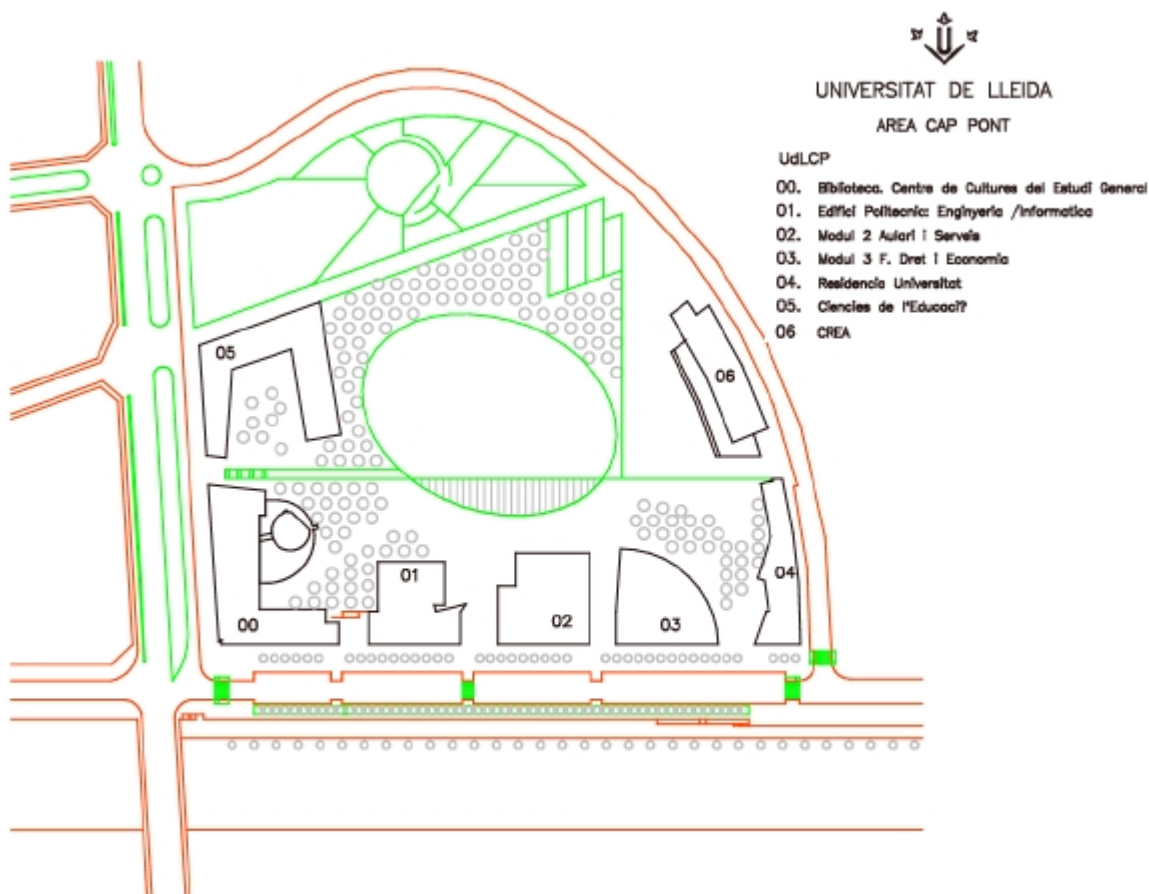 U
UNIVERSITAT DE LLEIDA
AREA CAP PONT
UdLCP
00. Biblioteca. Centre de Cultures del Estudi General
01. Edifici Politecnic: Enginyeria /Informatica
02. Modul 2 Aulari i Serveis
03. Modul 3 F. Dret i Economia
04. Residencia Universitat
05. Ciencies de l'Educaci?
06 CREA
05
06
01
04
00
02
03